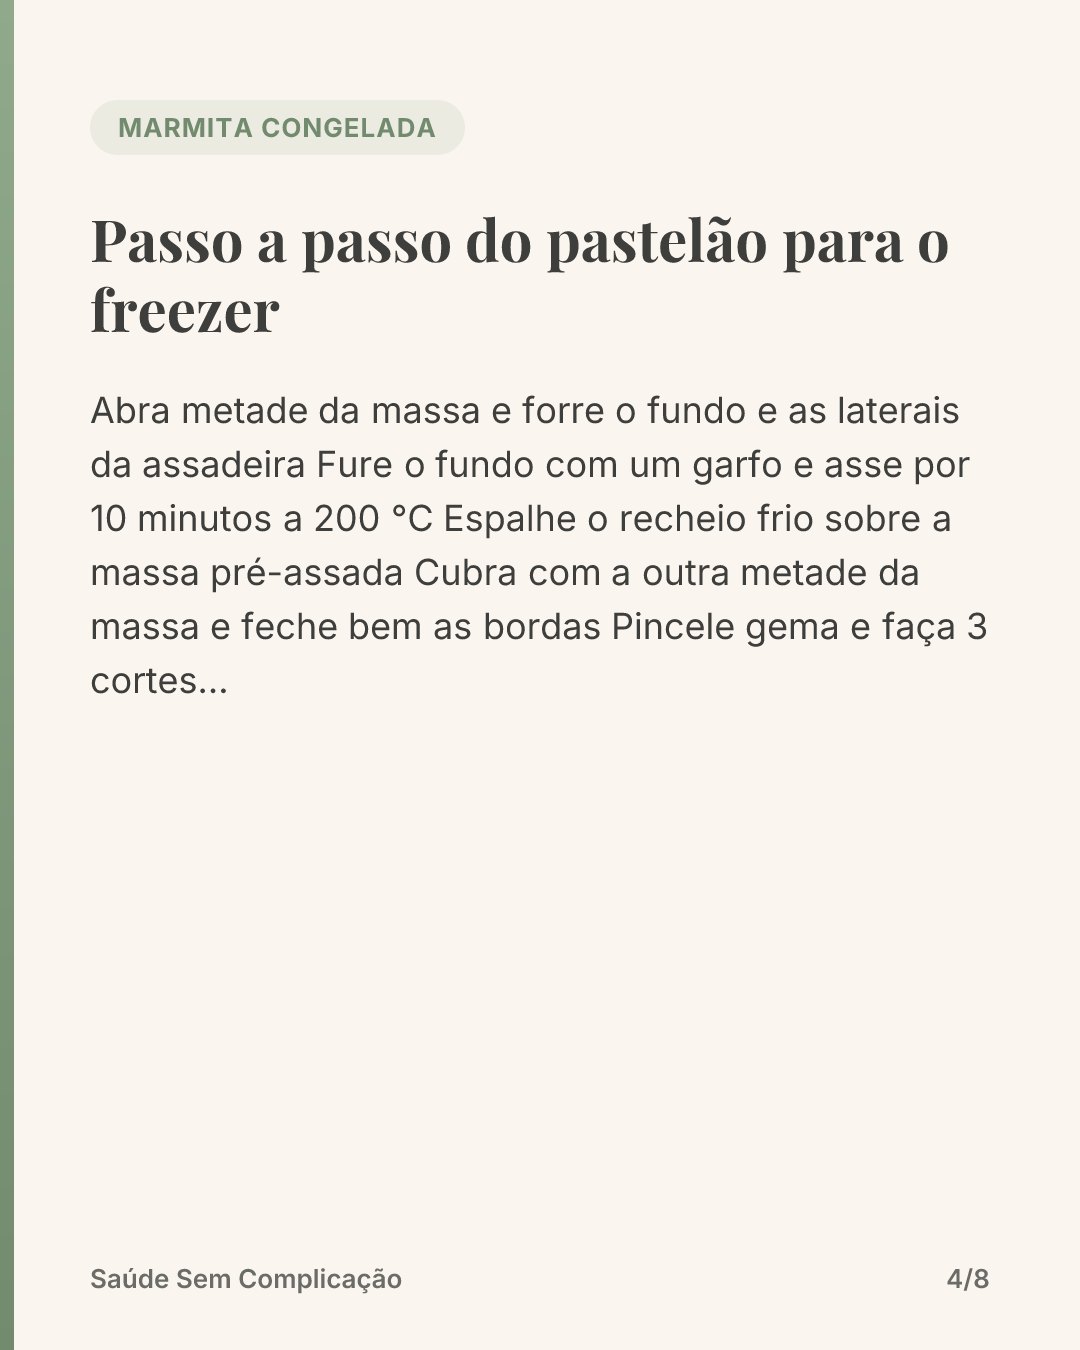 MARMITA CONGELADA
Passo a passo do pastelão para o
freezer
Abra metade da massa e forre o fundo e as laterais
da assadeira Fure o fundo com um garfo e asse por
10 minutos a 200 °C Espalhe o recheio frio sobre a
massa pré-assada Cubra com a outra metade da
massa e feche bem as bordas Pincele gema e faça 3
cortes...
Saúde Sem Complicação
4/8